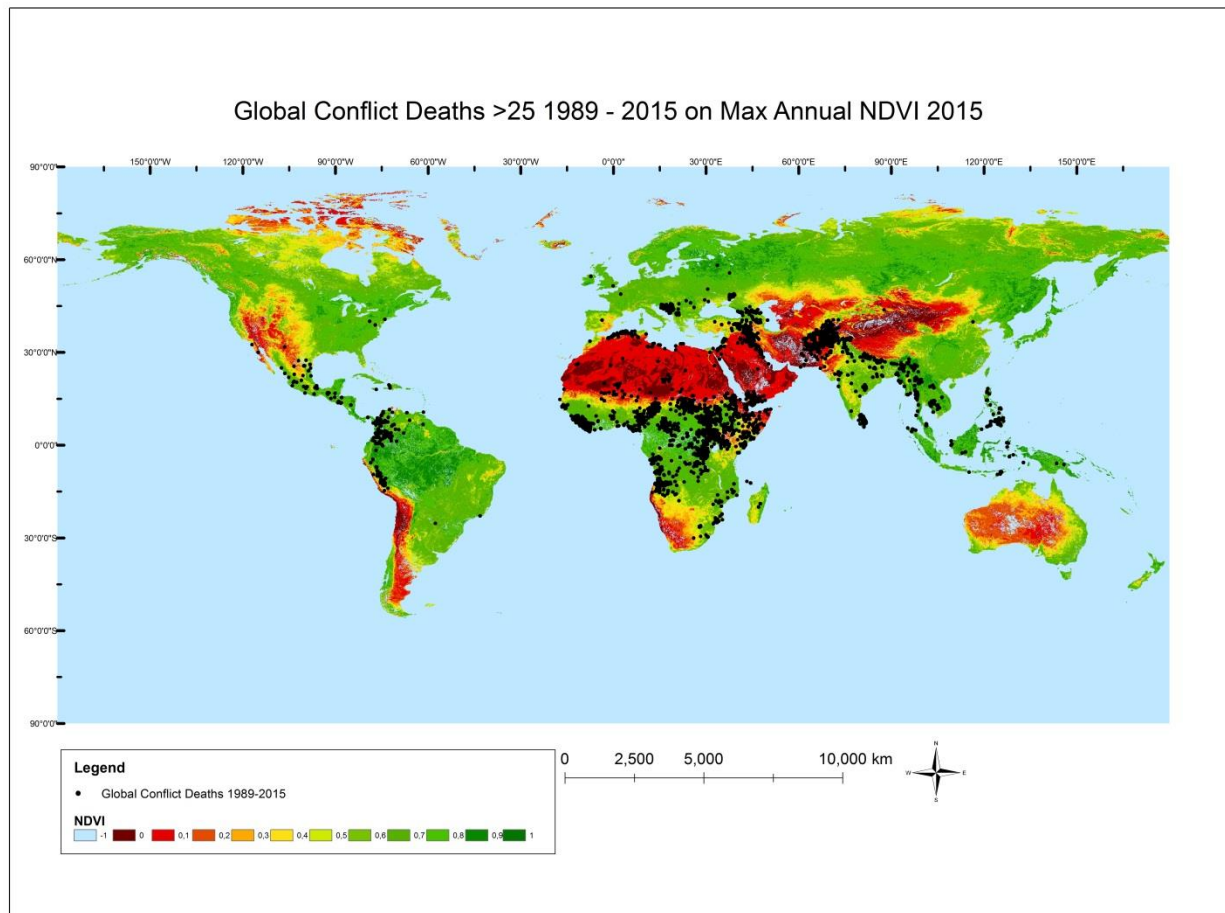 Global Conflict Deaths >25 1989 - 2015 on Max Annual NDVI 2015
150°0'0"W 120°0'0"W 90°0'0"W 60°0'0"W 30°0'0"W 0°0'0" 30°0'0"E 60°0'0"E 90°0'0"E 120°0'0"E 150°0'0"E
90°0'0"
60°0'0"N
30°0'0"N
0°0'0"
30°0'0"S
60°0'0"S
90°0'0"
Legend
Global Conflict Deaths 1989-2015
NDVI
-1 0 0,1 0,2 0,3 0,4 0,5 0,6 0,7 0,8 0,9 1
0 2,500 5,000 10,000 km
N
W E
S